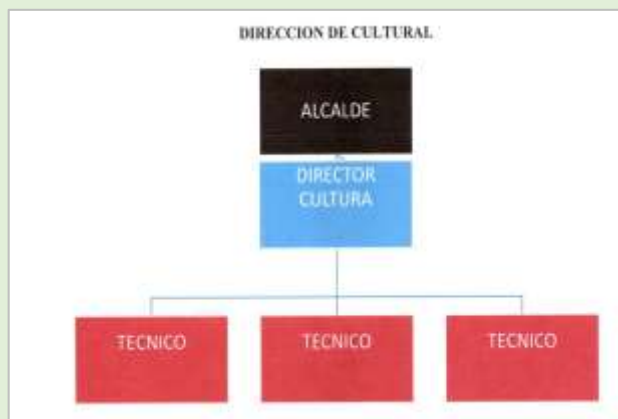 DIRECCION DE CULTURAL
ALCALDE
DIRECTOR
CULTURA
TECNICO
TECNICO
TECNICO